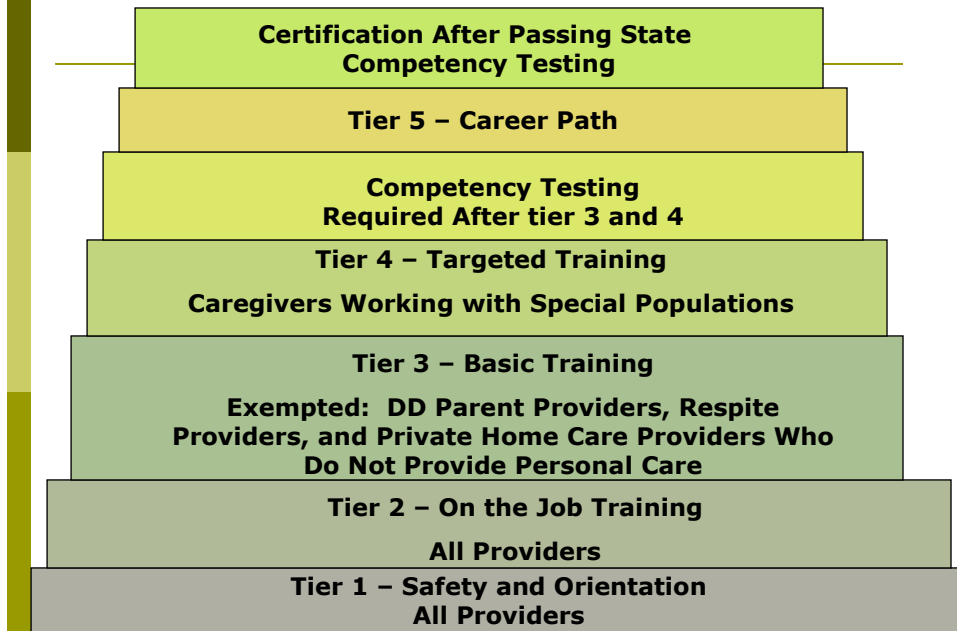 Certification After Passing State
Competency Testing
Tier 5 – Career Path
Competency Testing
Required After tier 3 and 4
Tier 4 – Targeted Training
Caregivers Working with Special Populations
Tier 3 – Basic Training
Exempted:  DD Parent Providers, Respite
Providers, and Private Home Care Providers Who
Do Not Provide Personal Care
Tier 2 – On the Job Training
All Providers
Tier 1 – Safety and Orientation
All Providers